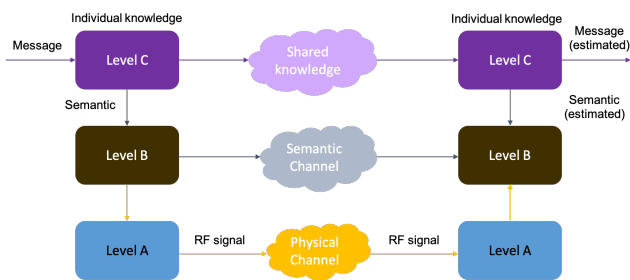 Individual knowledge
Individual knowledge
Message
Level C
Shared
knowledge
Level C
Message
(estimated)
Semantic
Semantic
(estimated)
Level B
Semantic
Channel
Level B
Level A
RF signal
Physical
Channel
RF signal
Level A